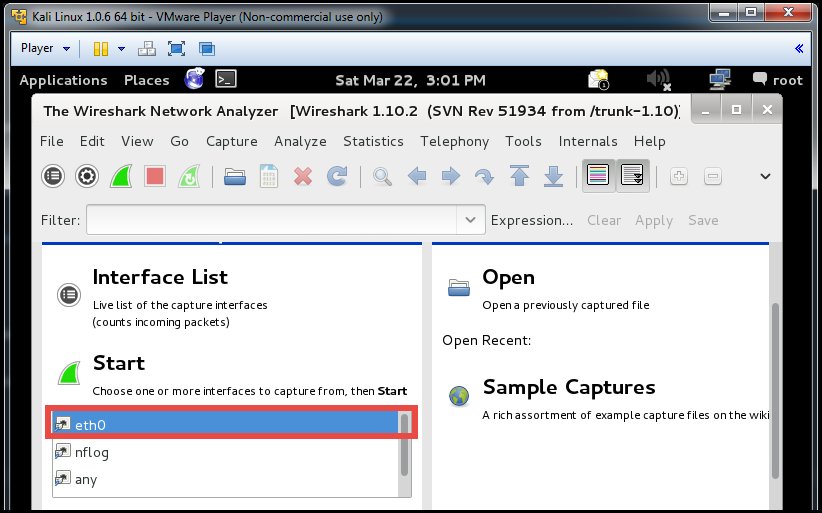 Kali Linux 1.0.6 64 bit - VMware Player (Non-commercial use only)
Player
Applications Places Sat Mar 22, 3:01 PM 1 root
The Wireshark Network Analyzer [Wireshark 1.10.2 (SVN Rev 51934 from /trunk-1.10)]
File Edit View Go Capture Analyze Statistics Telephony Tools Internals Help
Filter: Expression... Clear Apply Save
Interface List
Live list of the capture interfaces
(counts incoming packets)
Start
Choose one or more interfaces to capture from, then Start
eth0
nflog
any
Open
Open a previously captured file
Open Recent:
Sample Captures
A rich assortment of example capture files on the wiki